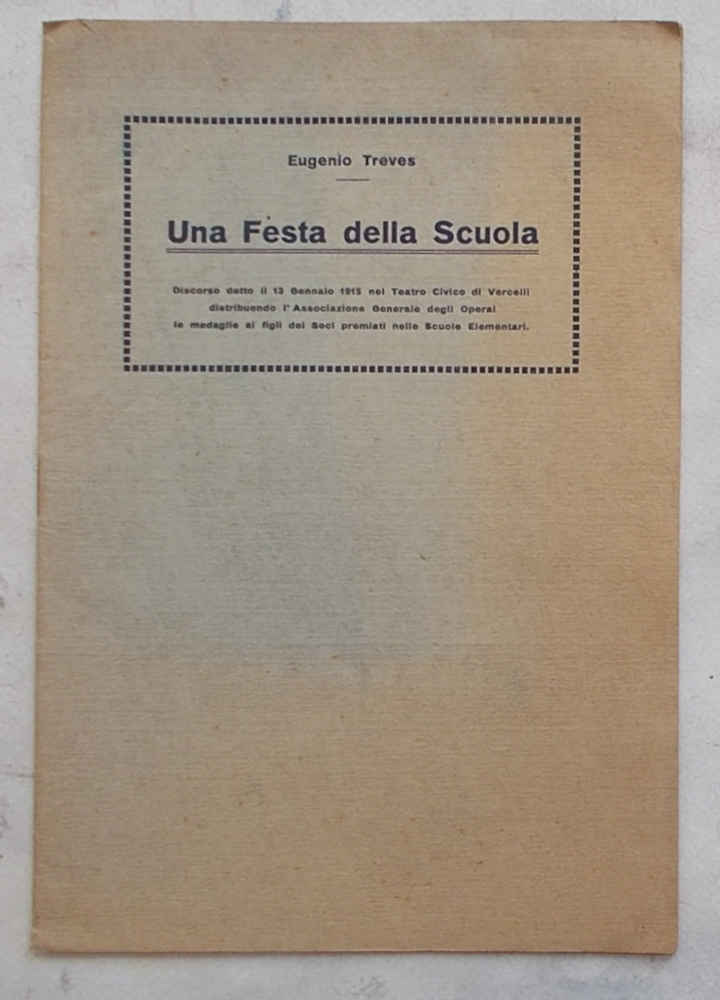 Eugenio Treves
Una Festa della Scuola
Discorso detto il 13 Gennaio 1915 nel Teatro Civico di Vercelli
distribuendo l'Associazione Generale degli Operai
le medaglie ai figli dei Soci premiati nelle Scuole Elementari.